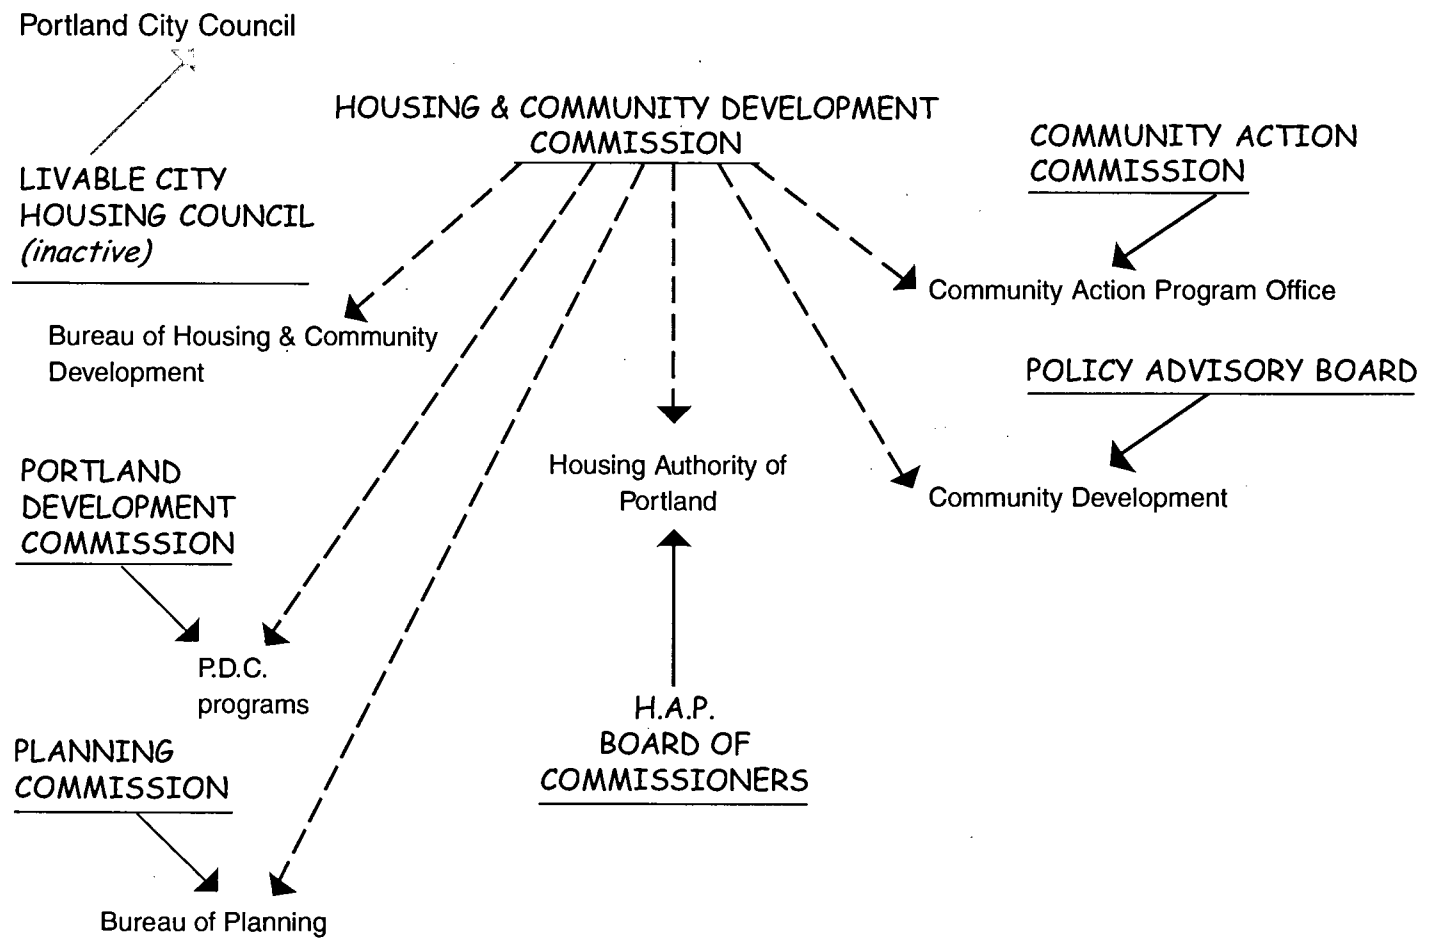 Portland City Council
HOUSING & COMMUNITY DEVELOPMENT
COMMISSION
COMMUNITY ACTION
COMMISSION
LIVABLE CITY
HOUSING COUNCIL
(inactive)
Community Action Program Office
Bureau of Housing & Community
Development
POLICY ADVISORY BOARD
Housing Authority of
Portland
Community Development
PORTLAND
DEVELOPMENT
COMMISSION
P.D.C.
programs
H.A.P.
BOARD OF
COMMISSIONERS
PLANNING
COMMISSION
Bureau of Planning